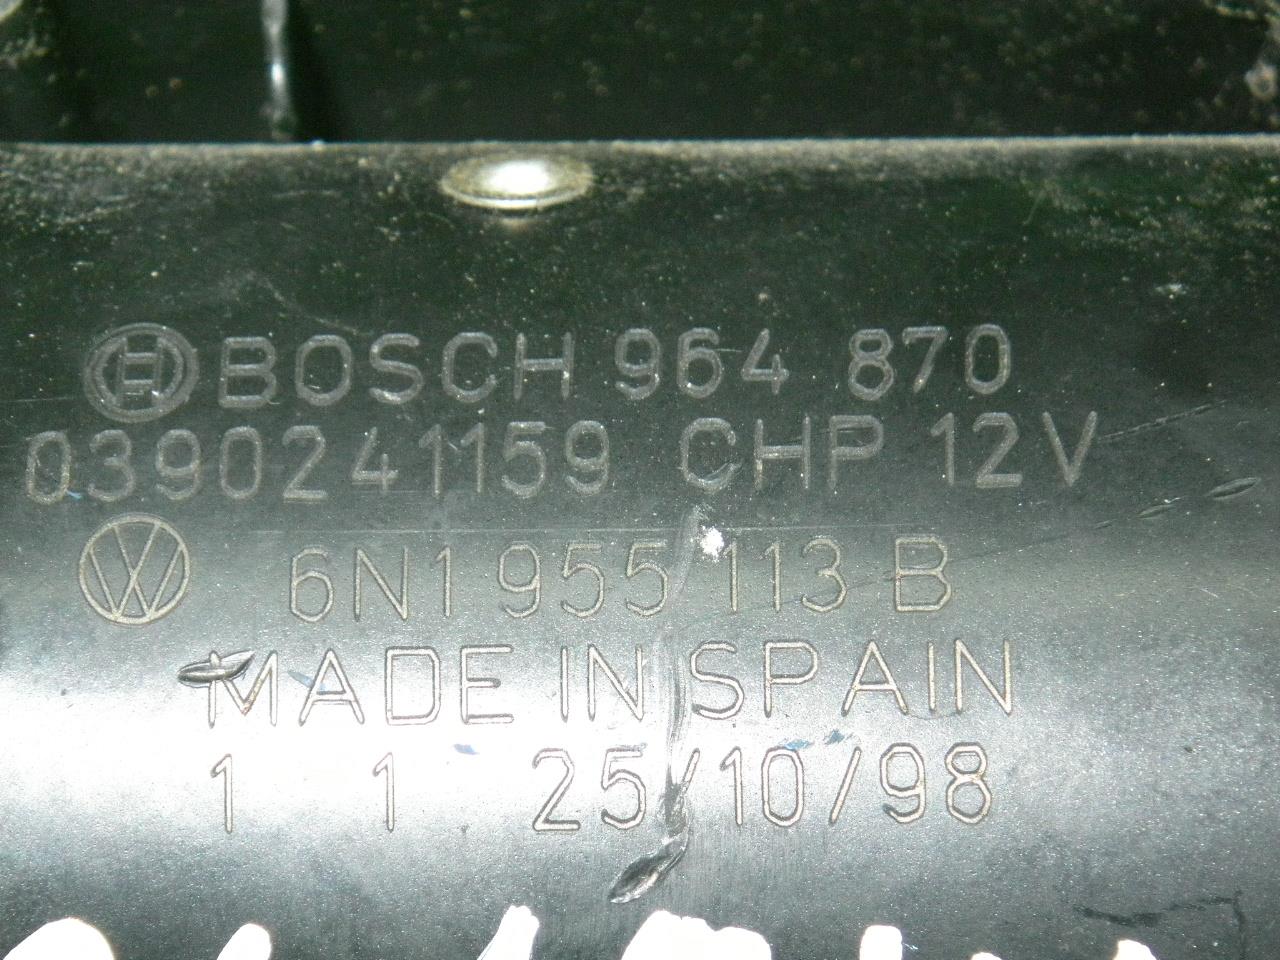 BOSCH 964 870
0390241159 CHP 12V
6N1 955 113 B
MADE IN SPAIN
1 1 25/10/98